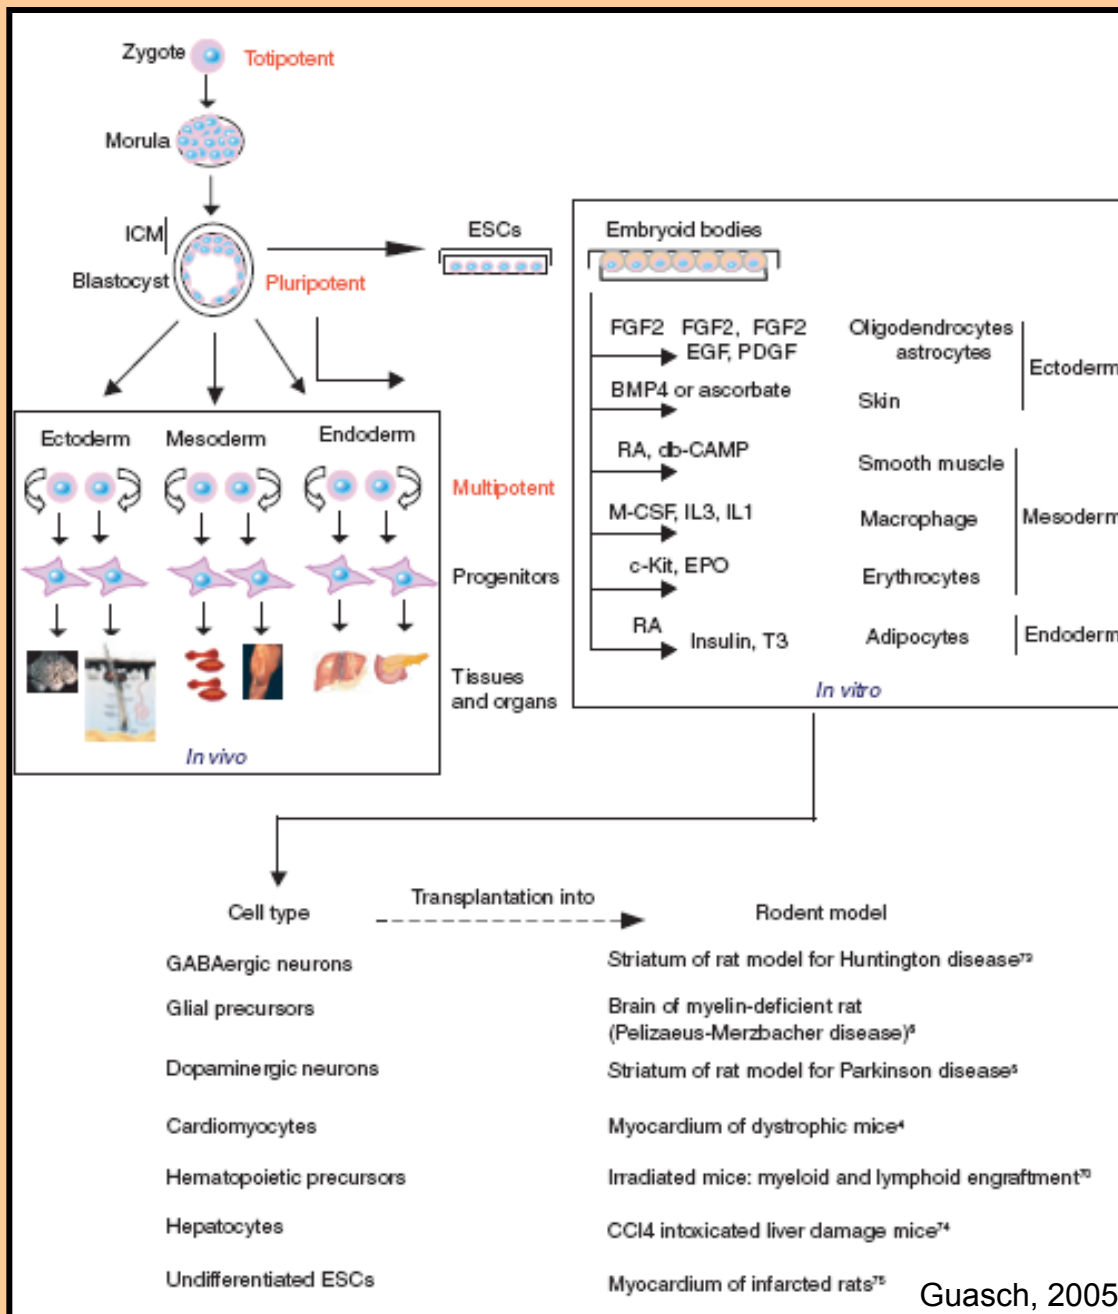 Zygote
Totipotent
Morula
ICM
Blastocyst
Pluripotent
ESCs
Embryoid bodies
FGF2 FGF2, FGF2
EGF, PDGF
Oligodendrocytes
astrocytes
Ectoderm
BMP4 or ascorbate
Skin
RA, db-CAMP
Smooth muscle
M-CSF, IL3, IL1
Macrophage
Mesoderm
c-Kit, EPO
Erythrocytes
RA
Insulin, T3
Adipocytes
Endoderm
In vitro
Ectoderm Mesoderm Endoderm
Multipotent
Progenitors
Tissues
and organs
In vivo
Cell type
Transplantation into
Rodent model
GABAergic neurons
Striatum of rat model for Huntington disease
Glial precursors
Brain of myelin-deficient rat
(Pelizaeus-Merzbacher disease)
Dopaminergic neurons
Striatum of rat model for Parkinson disease
Cardiomyocytes
Myocardium of dystrophic mice⁴
Hematopoietic precursors
Irradiated mice: myeloid and lymphoid engraftment
Hepatocytes
CCl4 intoxicated liver damage mice⁷⁴
Undifferentiated ESCs
Myocardium of infarcted rats⁷⁵
Guasch, 2005